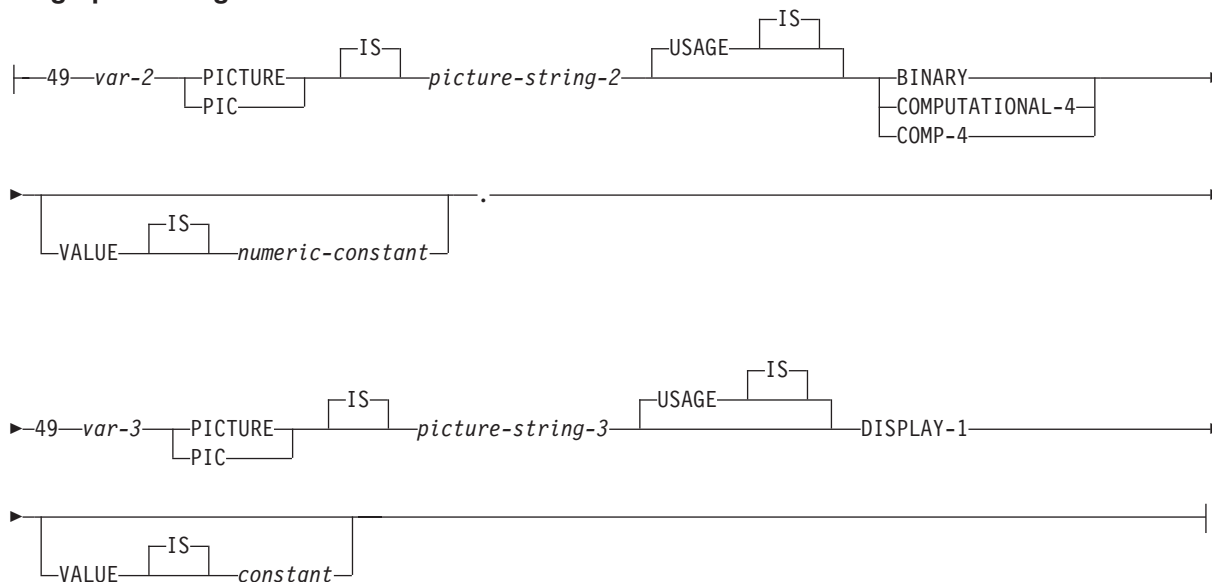 IS IS
IS USAGE
49 var-2 PICTURE picture-string-2 BINARY
PIC COMPUTATIONAL-4
COMP-4
.
IS
VALUE numeric-constant
IS
IS USAGE
49 var-3 PICTURE picture-string-3 DISPLAY-1
PIC
IS
VALUE constant